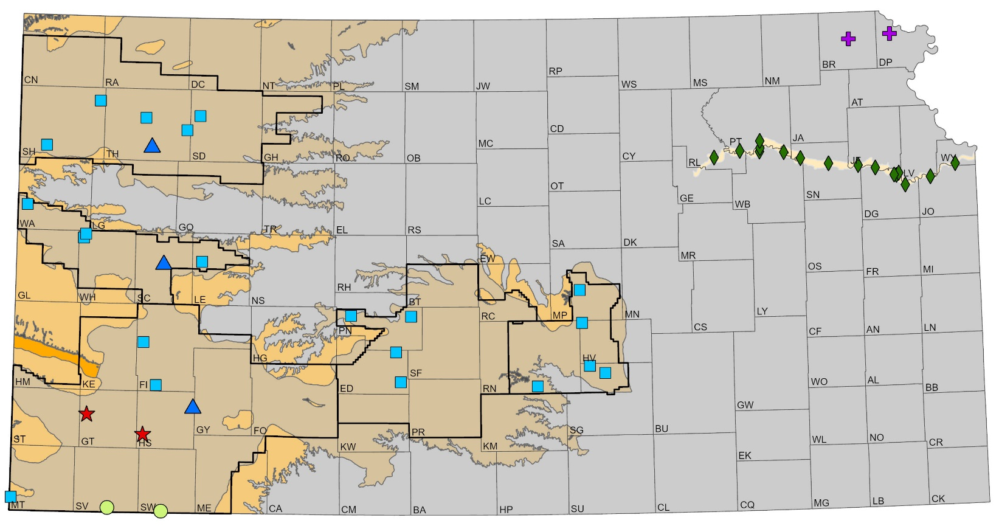 BR
DP
RP
CN
RA
DC
NT
PL
SM
JW
WS
MS
NM
AT
CD
PT
JA
MC
SH
TH
SD
GH
RO
OB
CY
RL
JF
WY
LV
OT
LC
GE
WB
SN
DG
JO
WA
LG
GO
TR
EL
RS
SA
DK
MR
EW
OS
FR
MI
GL
WH
SC
LE
NS
RH
BT
RC
MP
MN
LY
CS
CF
AN
LN
PN
HG
HV
SF
HM
KE
FI
ED
RN
WO
AL
BB
GW
ST
GT
HS
GY
FO
KW
PR
KM
SG
BU
WL
NO
CR
EK
MT
SV
SW
ME
CA
CM
BA
HP
SU
CL
CQ
MG
LB
CK